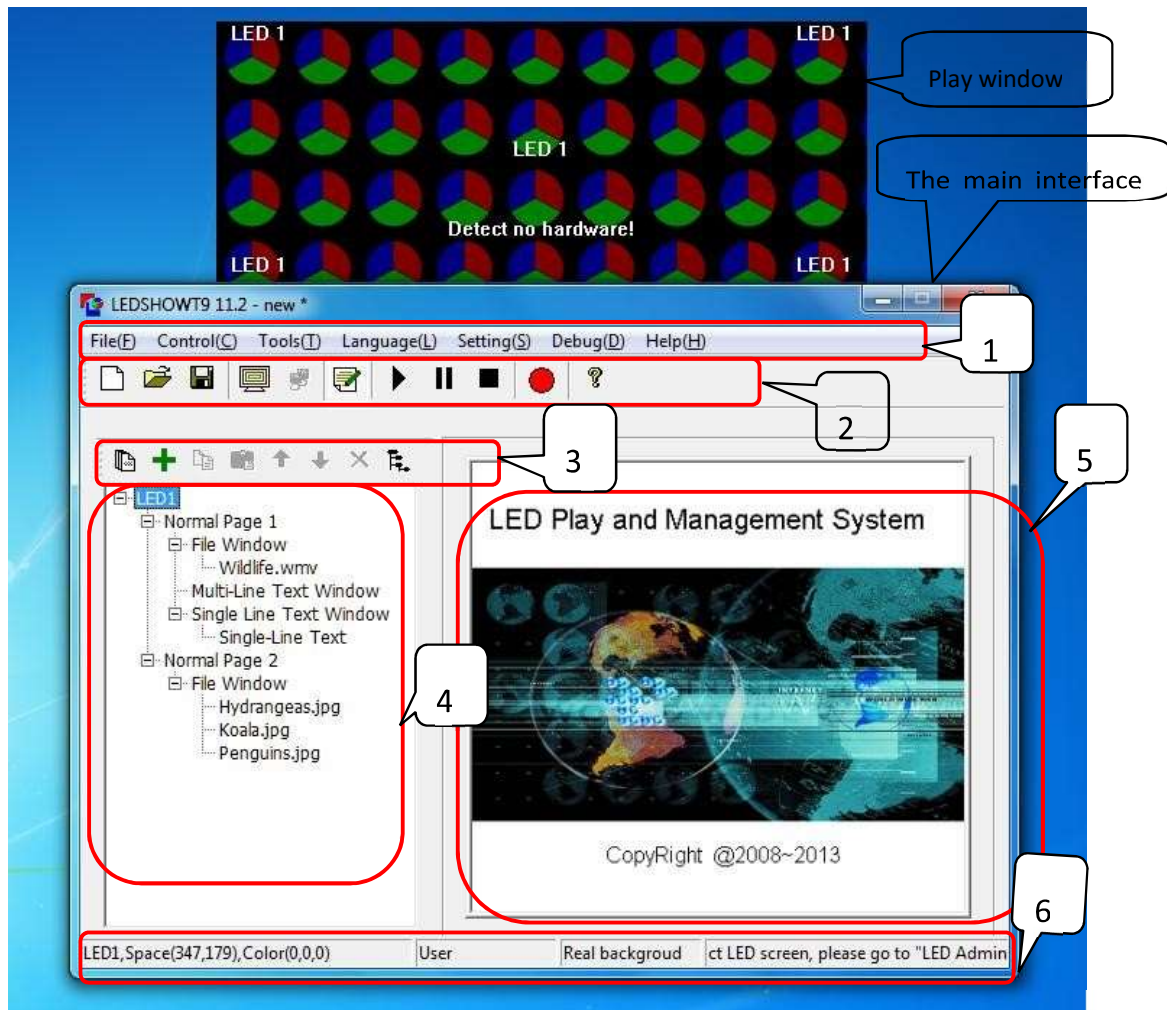 LED 1 LED 1
Play window
LED 1
The main interface
Detect no hardware!
LED 1 LED 1
LEDSHOWT9 11.2 - new *
File(F) Control(C) Tools(T) Language(L) Setting(S) Debug(D) Help(H)
1
2
3
5
LED1
Normal Page 1
File Window
Wildlife.wmv
Multi-Line Text Window
Single Line Text Window
Single-Line Text
Normal Page 2
File Window
Hydrangeas.jpg
Koala.jpg
Penguins.jpg
4
LED Play and Management System
CopyRight @2008~2013
6
LED1,Space(347,179),Color(0,0,0) User Real backgroud ct LED screen, please go to "LED Admin